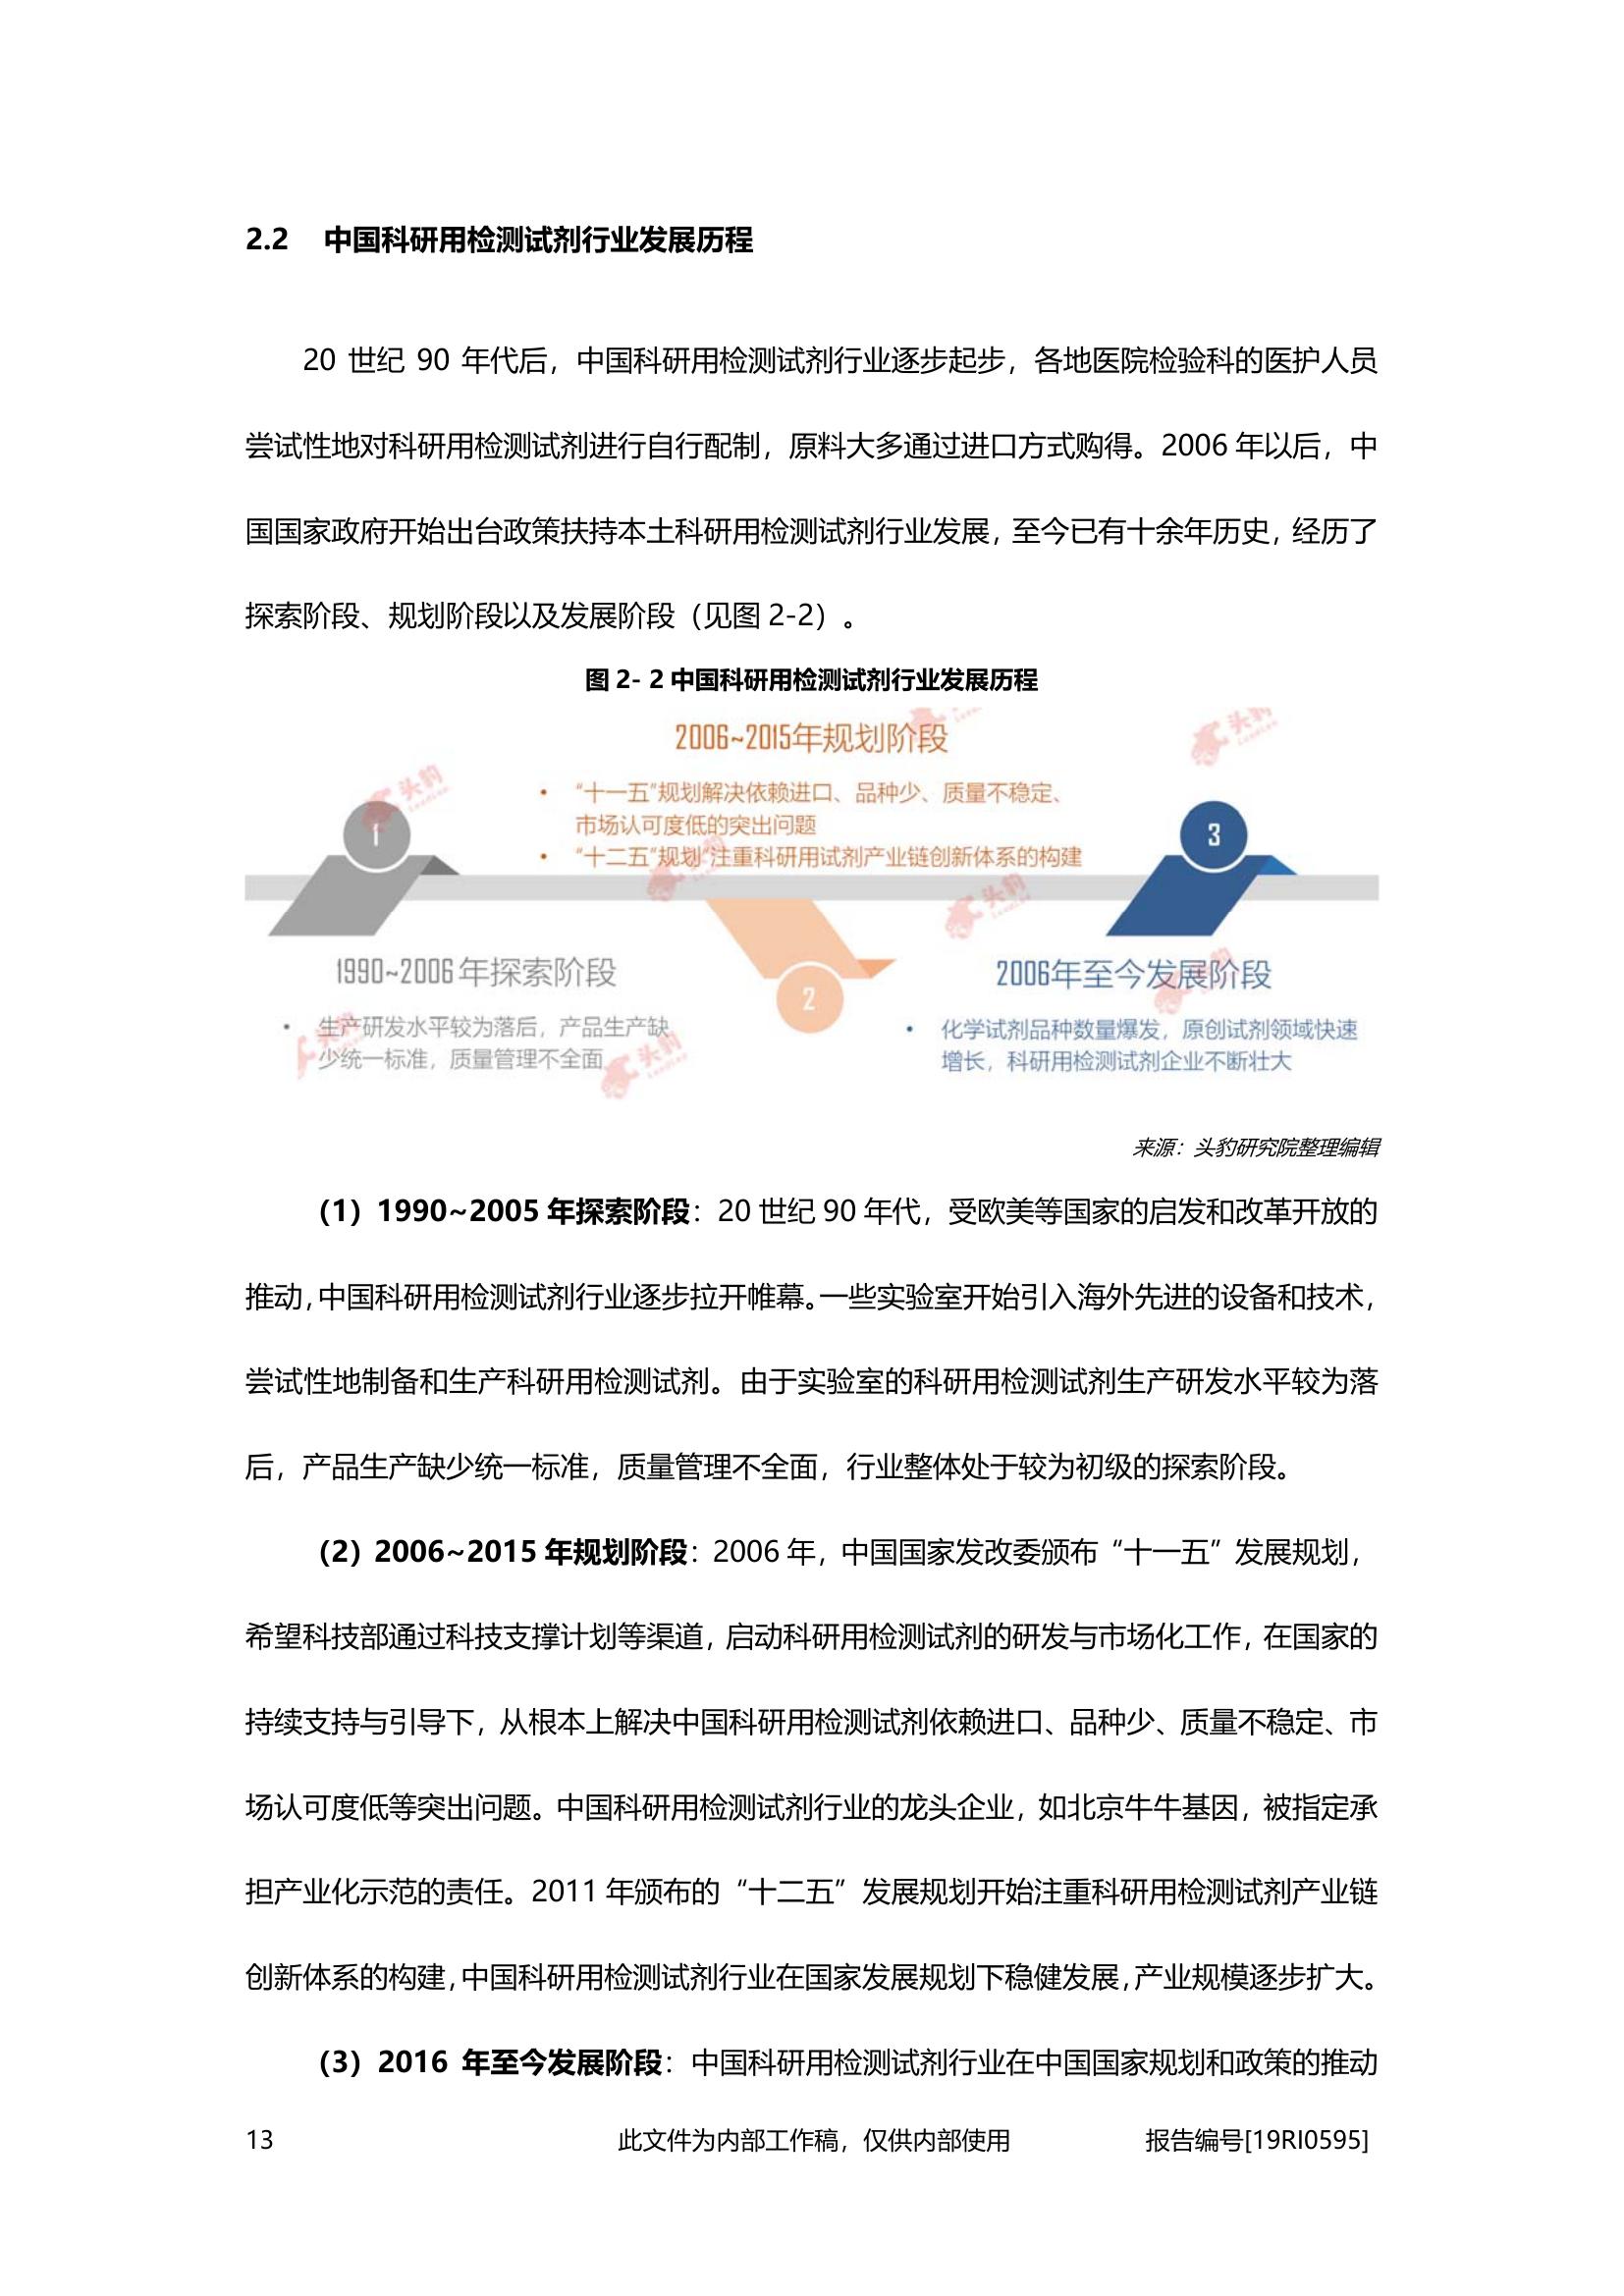 2.2 中国科研用检测试剂行业发展历程
20 世纪 90 年代后，中国科研用检测试剂行业逐步起步，各地医院检验科的医护人员
尝试性地对科研用检测试剂进行自行配制，原料大多通过进口方式购得。2006 年以后，中
国国家政府开始出台政策扶持本土科研用检测试剂行业发展，至今已有十余年历史，经历了
探索阶段、规划阶段以及发展阶段（见图 2-2）。
图 2- 2 中国科研用检测试剂行业发展历程
2006~2015年规划阶段
• “十一五”规划解决依赖进口、品种少、质量不稳定、
市场认可度低的突出问题
• “十二五”规划”注重科研用试剂产业链创新体系的构建
1
3
2
1990~2006年探索阶段
• 生产研发水平较为落后，产品生产缺
少统一标准，质量管理不全面
2006年至今发展阶段
• 化学试剂品种数量爆发，原创试剂领域快速
增长，科研用检测试剂企业不断壮大
头豹
LeadLeo
来源：头豹研究院整理编辑
（1）1990~2005 年探索阶段：20 世纪 90 年代，受欧美等国家的启发和改革开放的
推动，中国科研用检测试剂行业逐步拉开帷幕。一些实验室开始引入海外先进的设备和技术，
尝试性地制备和生产科研用检测试剂。由于实验室的科研用检测试剂生产研发水平较为落
后，产品生产缺少统一标准，质量管理不全面，行业整体处于较为初级的探索阶段。
（2）2006~2015 年规划阶段：2006 年，中国国家发改委颁布“十一五”发展规划，
希望科技部通过科技支撑计划等渠道，启动科研用检测试剂的研发与市场化工作，在国家的
持续支持与引导下，从根本上解决中国科研用检测试剂依赖进口、品种少、质量不稳定、市
场认可度低等突出问题。中国科研用检测试剂行业的龙头企业，如北京牛牛基因，被指定承
担产业化示范的责任。2011 年颁布的“十二五”发展规划开始注重科研用检测试剂产业链
创新体系的构建，中国科研用检测试剂行业在国家发展规划下稳健发展，产业规模逐步扩大。
（3）2016 年至今发展阶段：中国科研用检测试剂行业在中国国家规划和政策的推动
13 此文件为内部工作稿，仅供内部使用 报告编号[19RI0595]